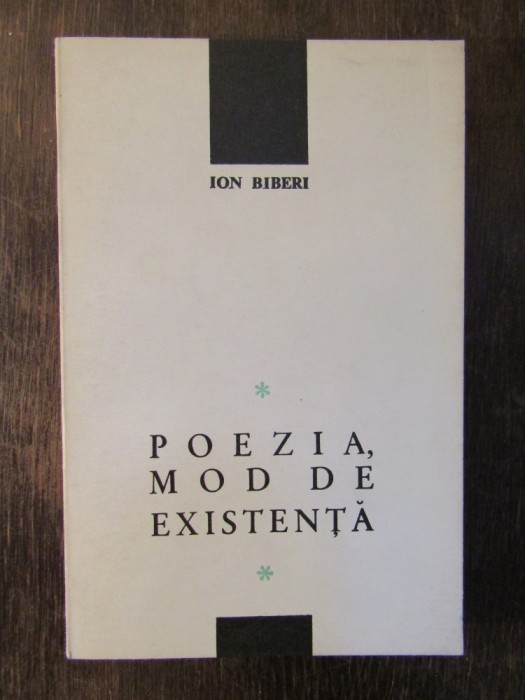 ION BIBERI
POEZIA,
MOD DE
EXISTENȚĂ